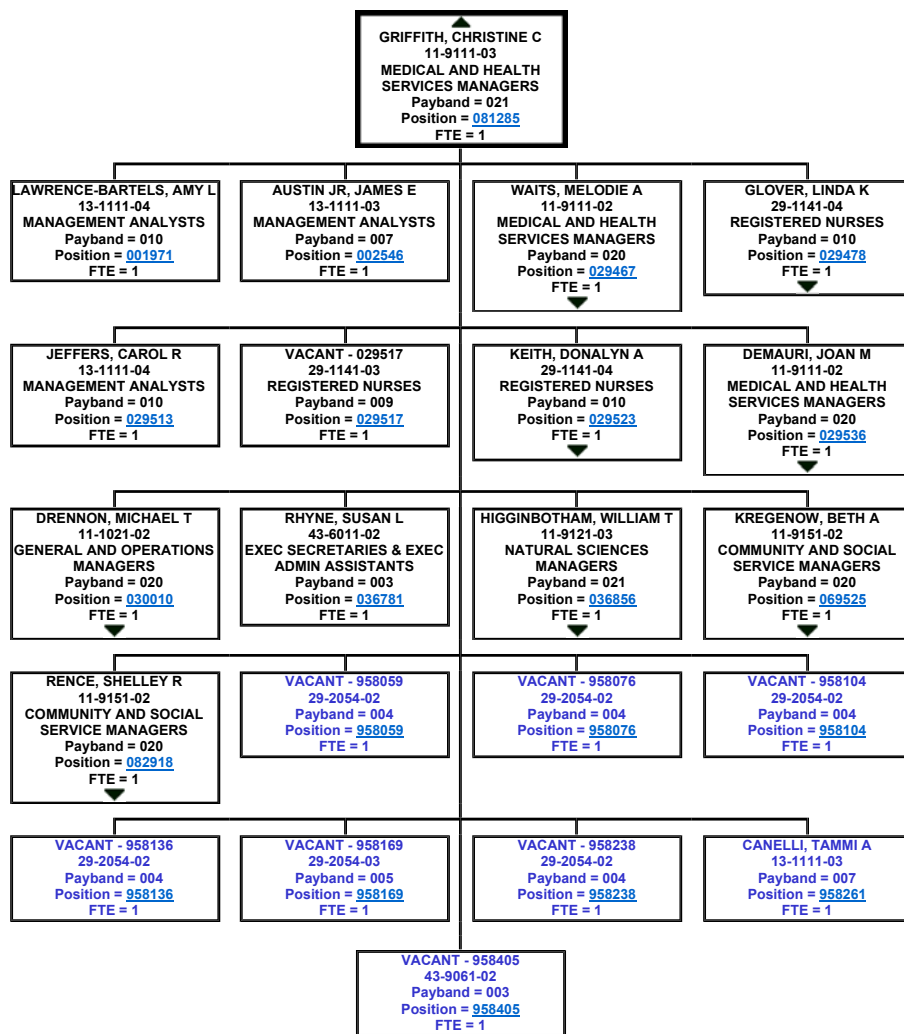 GRIFFITH, CHRISTINE C
11-9111-03
MEDICAL AND HEALTH
SERVICES MANAGERS
Payband = 021
Position = 081285
FTE = 1
LAWRENCE-BARTELS, AMY L
13-1111-04
MANAGEMENT ANALYSTS
Payband = 010
Position = 001971
FTE = 1
AUSTIN JR, JAMES E
13-1111-03
MANAGEMENT ANALYSTS
Payband = 007
Position = 002546
FTE = 1
WAITS, MELODIE A
11-9111-02
MEDICAL AND HEALTH
SERVICES MANAGERS
Payband = 020
Position = 029467
FTE = 1
GLOVER, LINDA K
29-1141-04
REGISTERED NURSES
Payband = 010
Position = 029478
FTE = 1
JEFFERS, CAROL R
13-1111-04
MANAGEMENT ANALYSTS
Payband = 010
Position = 029513
FTE = 1
VACANT - 029517
29-1141-03
REGISTERED NURSES
Payband = 009
Position = 029517
FTE = 1
KEITH, DONALYN A
29-1141-04
REGISTERED NURSES
Payband = 010
Position = 029523
FTE = 1
DEMAURI, JOAN M
11-9111-02
MEDICAL AND HEALTH
SERVICES MANAGERS
Payband = 020
Position = 029536
FTE = 1
DRENNON, MICHAEL T
11-1021-02
GENERAL AND OPERATIONS
MANAGERS
Payband = 020
Position = 030010
FTE = 1
RHYNE, SUSAN L
43-6011-02
EXEC SECRETARIES & EXEC
ADMIN ASSISTANTS
Payband = 003
Position = 036781
FTE = 1
HIGGINBOTHAM, WILLIAM T
11-9121-03
NATURAL SCIENCES
MANAGERS
Payband = 021
Position = 036856
FTE = 1
KREGENOW, BETH A
11-9151-02
COMMUNITY AND SOCIAL
SERVICE MANAGERS
Payband = 020
Position = 069525
FTE = 1
RENCE, SHELLEY R
11-9151-02
COMMUNITY AND SOCIAL
SERVICE MANAGERS
Payband = 020
Position = 082918
FTE = 1
VACANT - 958059
29-2054-02
Payband = 004
Position = 958059
FTE = 1
VACANT - 958076
29-2054-02
Payband = 004
Position = 958076
FTE = 1
VACANT - 958104
29-2054-02
Payband = 004
Position = 958104
FTE = 1
VACANT - 958136
29-2054-02
Payband = 004
Position = 958136
FTE = 1
VACANT - 958169
29-2054-03
Payband = 005
Position = 958169
FTE = 1
VACANT - 958238
29-2054-02
Payband = 004
Position = 958238
FTE = 1
CANELLI, TAMMI A
13-1111-03
Payband = 007
Position = 958261
FTE = 1
VACANT - 958405
43-9061-02
Payband = 003
Position = 958405
FTE = 1